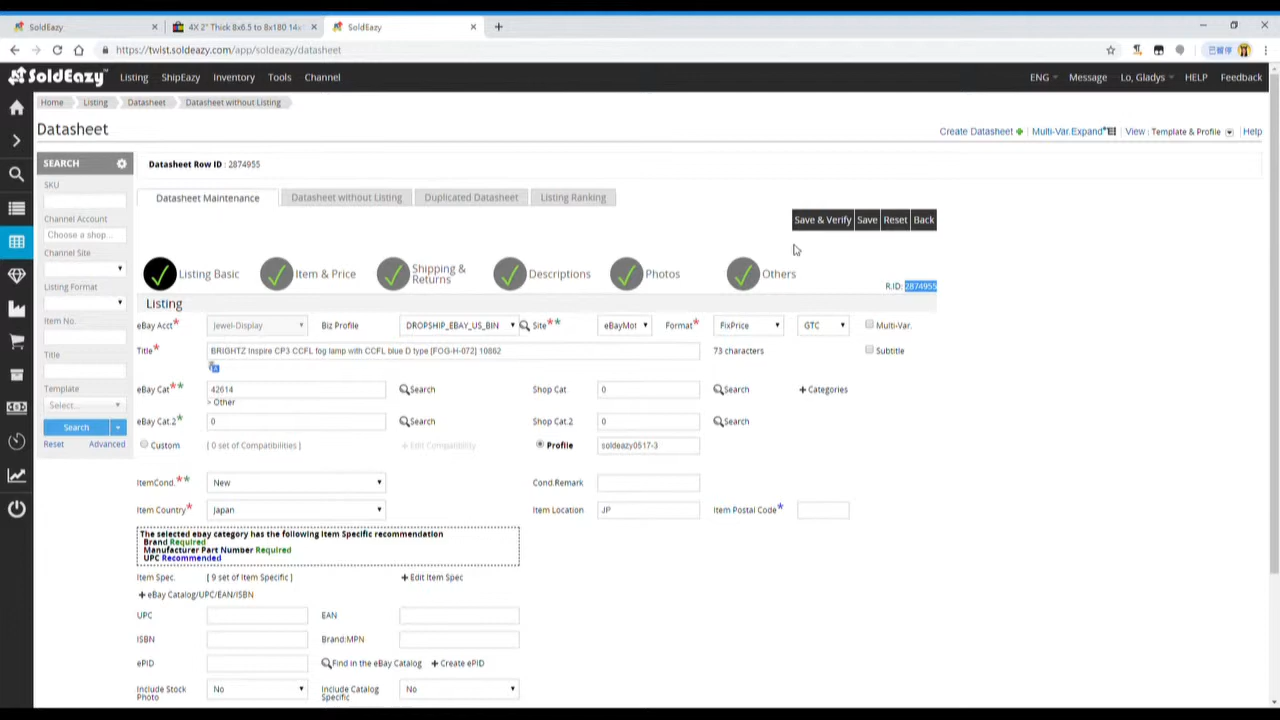 SoldEazy
4X 2" Thick 8x6.5 to 8x180 14x
SoldEazy
https://twist.soldeazy.com/app/soldeazy/datasheet
已暫停
SoldEazy Listing ShipEazy Inventory Tools Channel ENG Message Lo, Gladys HELP Feedback
Home Listing Datasheet Datasheet without Listing
Datasheet
Create Datasheet Multi-Var.Expand View : Template & Profile Help
SEARCH
SKU
Channel Account
Choose a shop...
Channel Site
Listing Format
Item No.
Title
Template
Select...
Search
Reset Advanced
Datasheet Row ID : 2874955
Datasheet Maintenance Datasheet without Listing Duplicated Datasheet Listing Ranking
Save & Verify Save Reset Back
Listing Basic Item & Price Shipping & Returns Descriptions Photos Others
R.ID: 2874955
Listing
eBay Acct* Jewel-Display Biz Profile DROPSHIP_EBAY_US_BIN Site** eBayMot Format* FixPrice GTC Multi-Var.
Title* BRIGHTZ Inspire CP3 CCFL fog lamp with CCFL blue D type [FOG-H-072] 10862 73 characters Subtitle
eBay Cat** 42614 Search Shop Cat 0 Search + Categories
> Other
eBay Cat.2* 0 Search Shop Cat.2 0 Search
Custom [ 0 set of Compatibilities ] + Edit Compatibility Profile soldeazy0517-3
ItemCond.** New Cond.Remark
Item Country* Japan Item Location JP Item Postal Code*
The selected ebay category has the following Item Specific recommendation
Brand Required
Manufacturer Part Number Required
UPC Recommended
Item Spec. [ 9 set of Item Specific ] + Edit Item Spec
+ eBay Catalog/UPC/EAN/ISBN
UPC EAN
ISBN Brand:MPN
ePID Find in the eBay Catalog + Create ePID
Include Stock Photo No Include Catalog Specific No